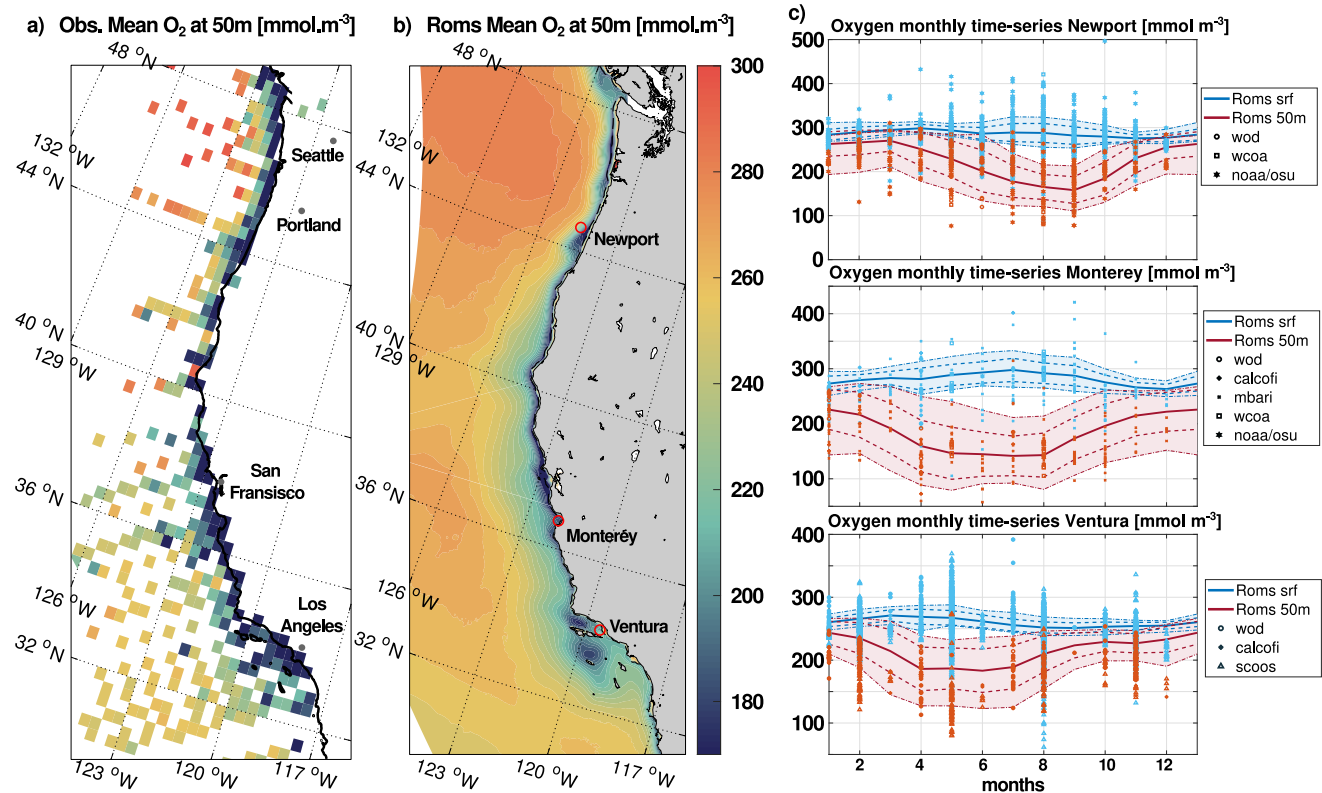 a) Obs. Mean O2 at 50m [mmol.m-3]
48 °N
132 °W
44 °N
40 °N
129 °W
36 °N
126 °W
32 °N
123 °W
120 °W
117 °W
Seattle
Portland
San
Fransisco
Los
Angeles
b) Roms Mean O2 at 50m [mmol.m-3]
48 °N
132 °W
44 °N
40 °N
129 °W
36 °N
126 °W
32 °N
123 °W
120 °W
117 °W
Newport
Monteréy
Ventura
300
280
260
240
220
200
180
c)
Oxygen monthly time-series Newport [mmol m-3]
500
400
300
200
100
0
Roms srf
Roms 50m
wod
wcoa
noaa/osu
Oxygen monthly time-series Monterey [mmol m-3]
400
300
200
100
Roms srf
Roms 50m
wod
calcofi
mbari
wcoa
noaa/osu
Oxygen monthly time-series Ventura [mmol m-3]
400
300
200
100
2 4 6 8 10 12
months
Roms srf
Roms 50m
wod
calcofi
scoos